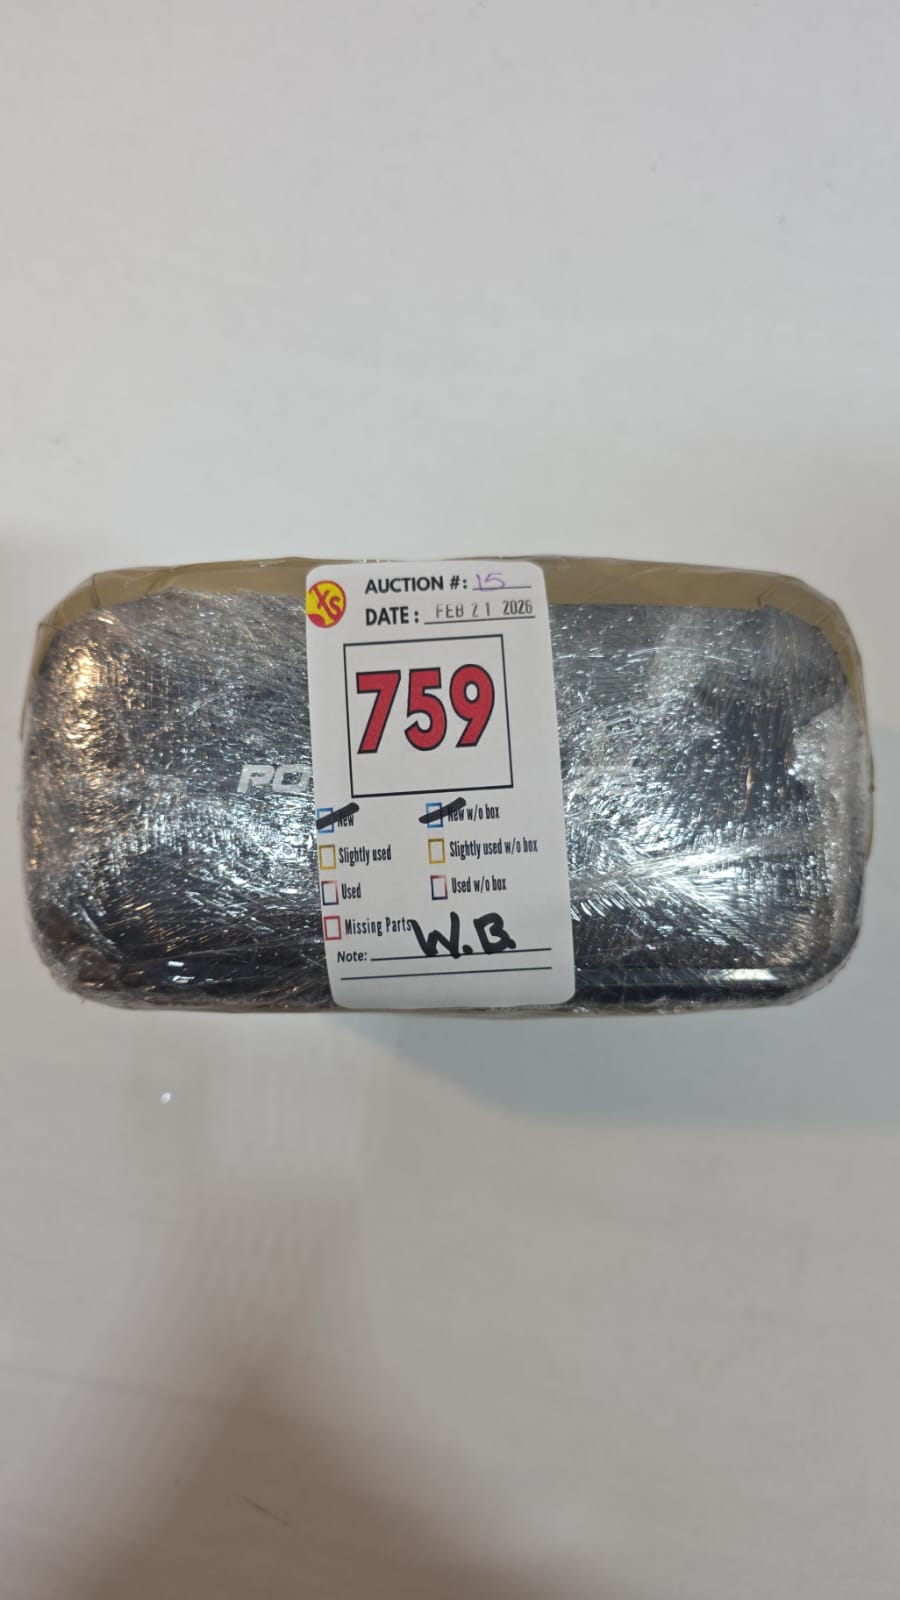 XS
AUCTION #: 15
DATE: FEB 21 2026
759
PO
New
New w/o box
Slightly used
Slightly used w/o box
Used
Used w/o box
Missing Parts
Note: W.B.